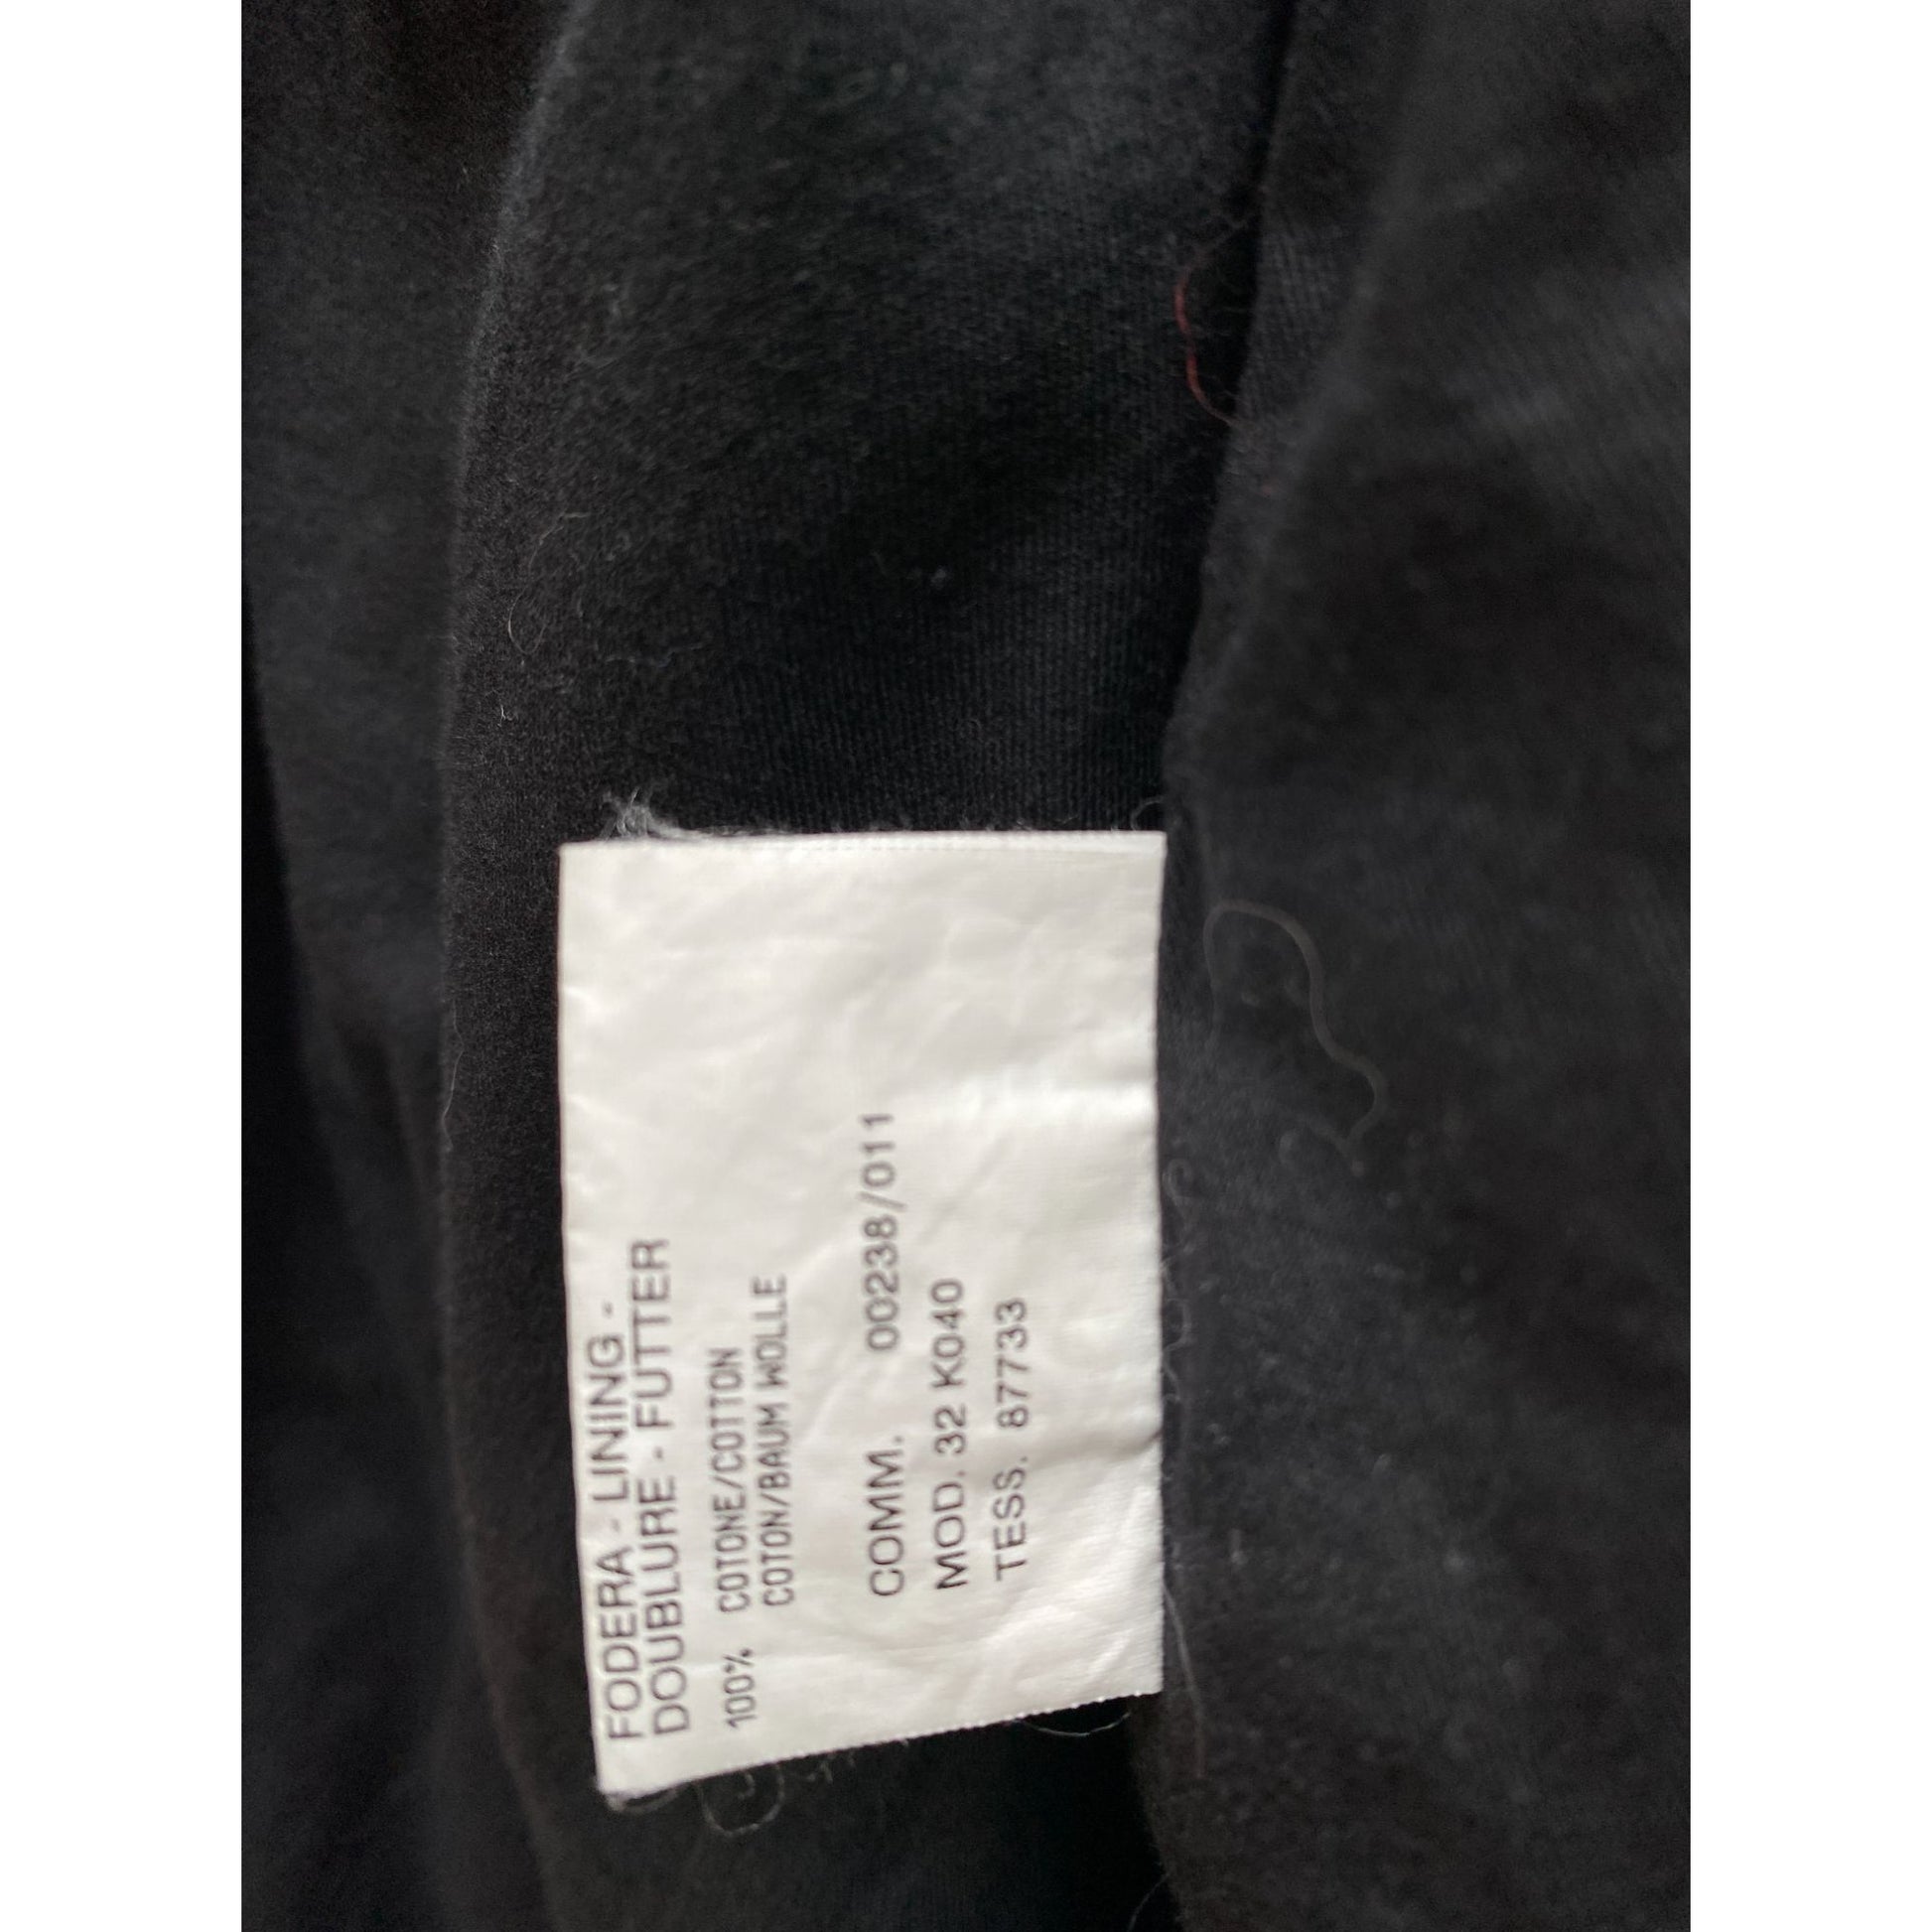 FODERA - LINING -
DOUBLURE - FUTTER
100% COTONE/COTTON
COTON/BAUM WOLLE
COMM. 00238/011
MOD. 32 K040
TESS. 87733